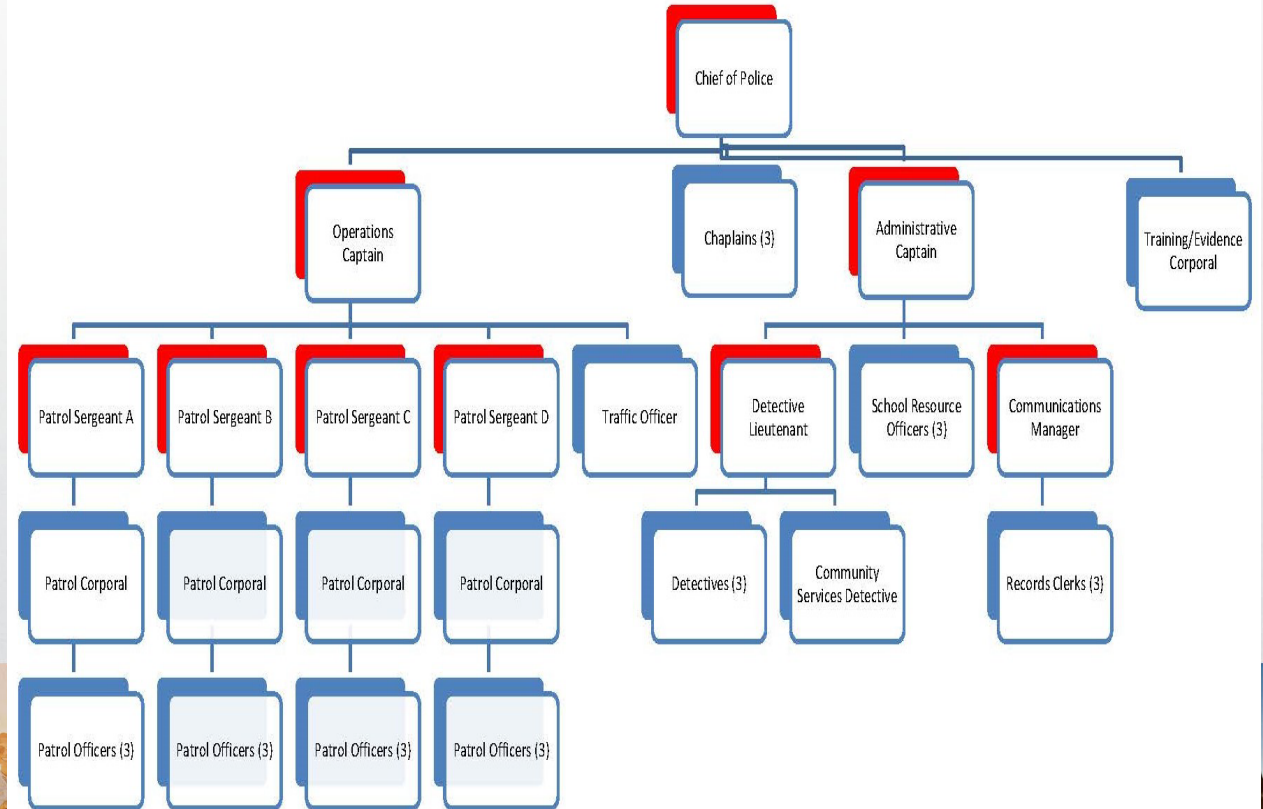 Chief of Police
Operations
Captain
Chaplains (3)
Administrative
Captain
Training/Evidence
Corporal
Patrol Sergeant A
Patrol Sergeant B
Patrol Sergeant C
Patrol Sergeant D
Traffic Officer
Detective
Lieutenant
School Resource
Officers (3)
Communications
Manager
Patrol Corporal
Patrol Corporal
Patrol Corporal
Patrol Corporal
Detectives (3)
Community
Services Detective
Records Clerks (3)
Patrol Officers (3)
Patrol Officers (3)
Patrol Officers (3)
Patrol Officers (3)